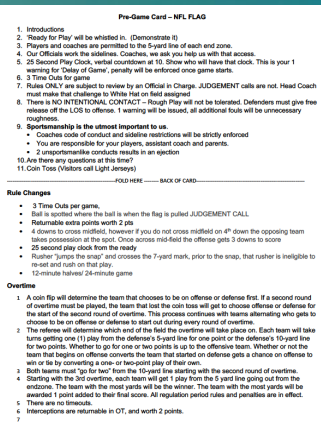 Pre-Game Card – NFL FLAG
1. Introductions
2. 'Ready for Play' will be whistled in. (Demonstrate it)
3. Players and coaches are permitted to the 5-yard line of each end zone.
4. Our Officials work the sidelines. Coaches, we ask you help us with that access.
5. 25 Second Play Clock, verbal countdown at 10. Show who will have that clock. This is your 1
warning for 'Delay of Game', penalty will be enforced once game starts.
6. 3 Time Outs for game
7. Rules ONLY are subject to review by an Official in Charge. JUDGEMENT calls are not. Head Coach
must make that challenge to White Hat on field assigned
8. There is NO INTENTIONAL CONTACT – Rough Play will not be tolerated. Defenders must give free
release off the LOS to offense. 1 warning will be issued, all additional fouls will be unnecessary
roughness.
9. Sportsmanship is the utmost important to us.
• Coaches code of conduct and sideline restrictions will be strictly enforced
• You are responsible for your players, assistant coach and parents.
• 2 unsportsmanlike conducts results in an ejection
10. Are there any questions at this time?
11. Coin Toss (Visitors call Light Jerseys)
FOLD HERE -------- BACK OF CARD
Rule Changes
• 3 Time Outs per game,
• Ball is spotted where the ball is when the flag is pulled JUDGEMENT CALL
• Returnable extra points worth 2 pts
• 4 downs to cross midfield, however if you do not cross midfield on 4th down the opposing team
takes possession at the spot. Once across mid-field the offense gets 3 downs to score
• 25 second play clock from the ready
• Rusher "jumps the snap" and crosses the 7-yard mark, prior to the snap, that rusher is ineligible to
re-set and rush on that play.
• 12-minute halves/ 24-minute game
Overtime
1 A coin flip will determine the team that chooses to be on offense or defense first. If a second round
of overtime must be played, the team that lost the coin toss will get to choose offense or defense for
the start of the second round of overtime. This process continues with teams alternating who gets to
choose to be on offense or defense to start out during every round of overtime.
2 The referee will determine which end of the field the overtime will take place on. Each team will take
turns getting one (1) play from the defense's 5-yard line for one point or the defense's 10-yard line
for two points. Whether to go for one or two points is up to the offensive team. Whether or not the
team that begins on offense converts the team that started on defense gets a chance on offense to
win or tie by converting a one- or two-point play of their own.
3 Both teams must "go for two" from the 10-yard line starting with the second round of overtime.
4 Starting with the 3rd overtime, each team will get 1 play from the 5 yard line going out from the
endzone. The team with the most yards will be the winner. The team with the most yards will be
awarded 1 point added to their final score. All regulation period rules and penalties are in effect.
5 There are no timeouts.
6 Interceptions are returnable in OT, and worth 2 points.
7